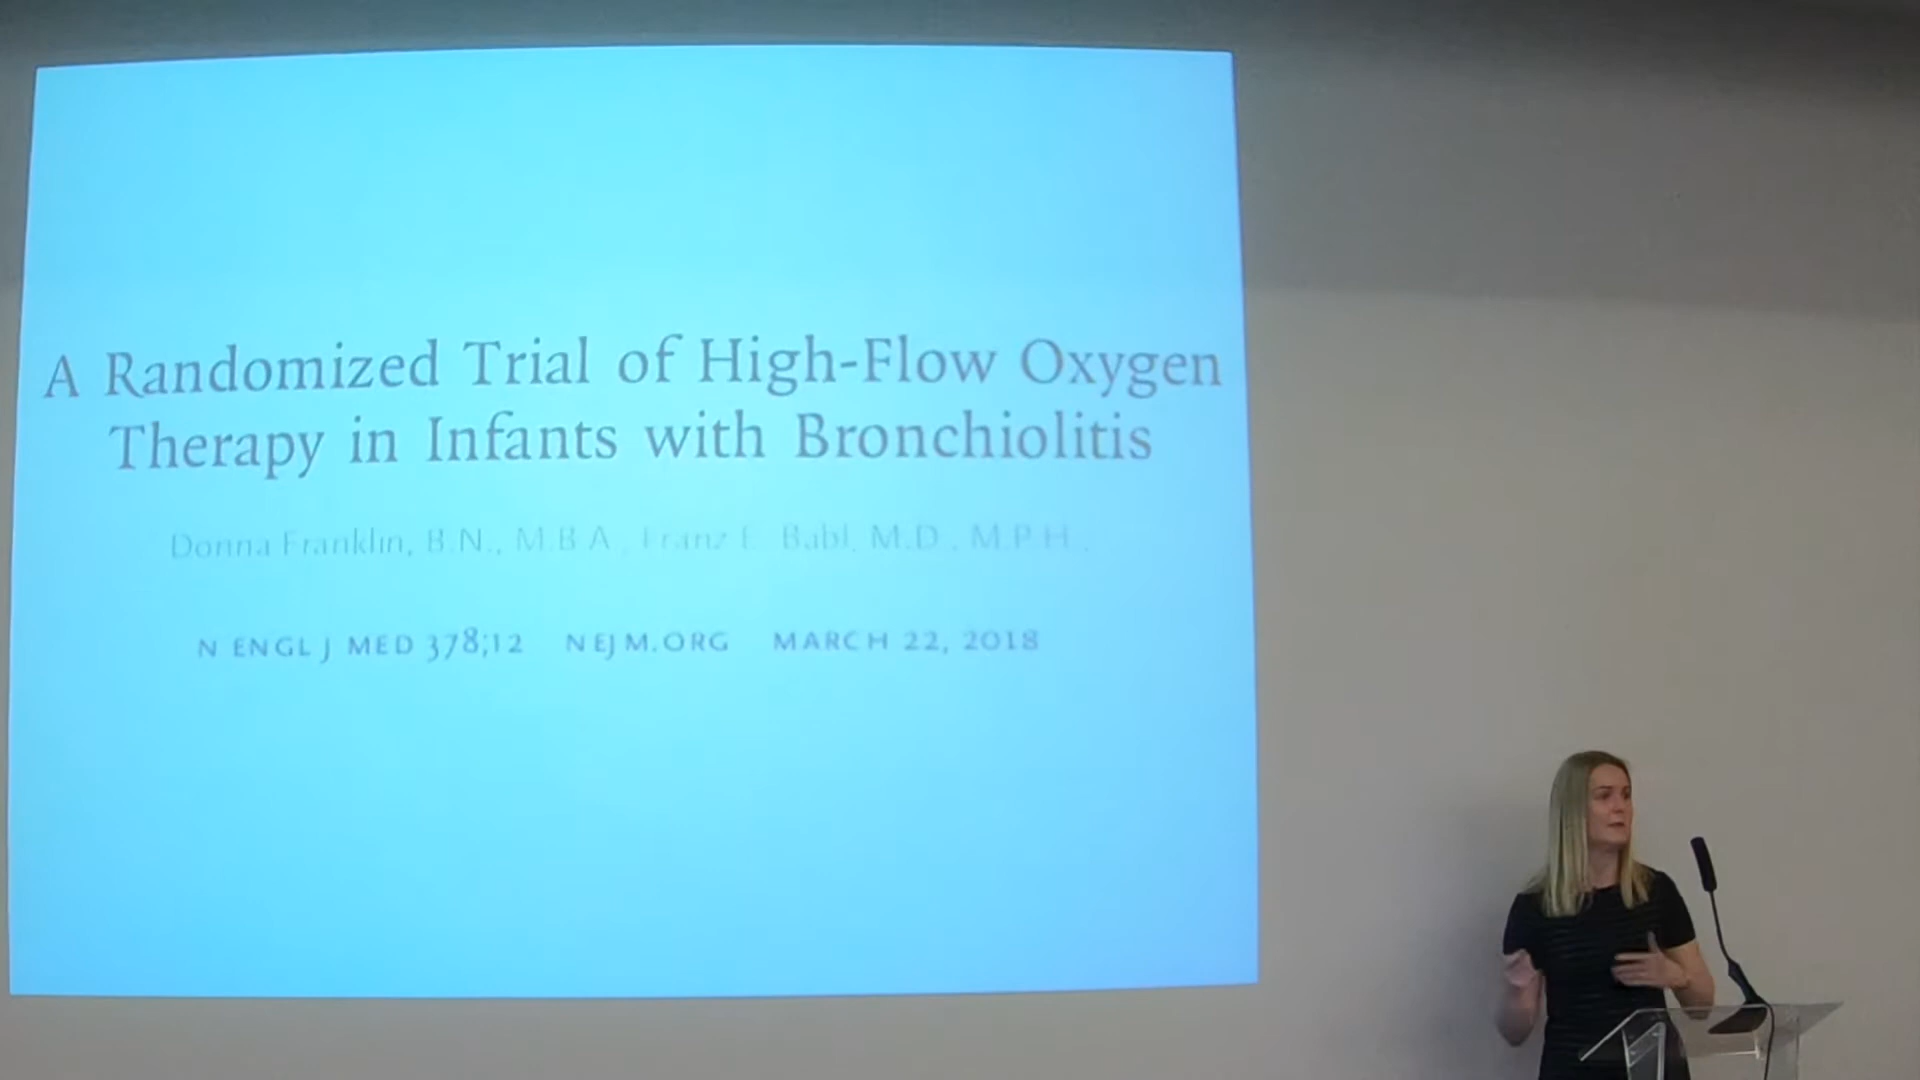 A Randomized Trial of High-Flow Oxygen
Therapy in Infants with Bronchiolitis
Donna Franklin, B.N., M.B.A., Franz E. Babl, M.D., M.P.H.,
N ENGL J MED 378;12 NEJM.ORG MARCH 22, 2018